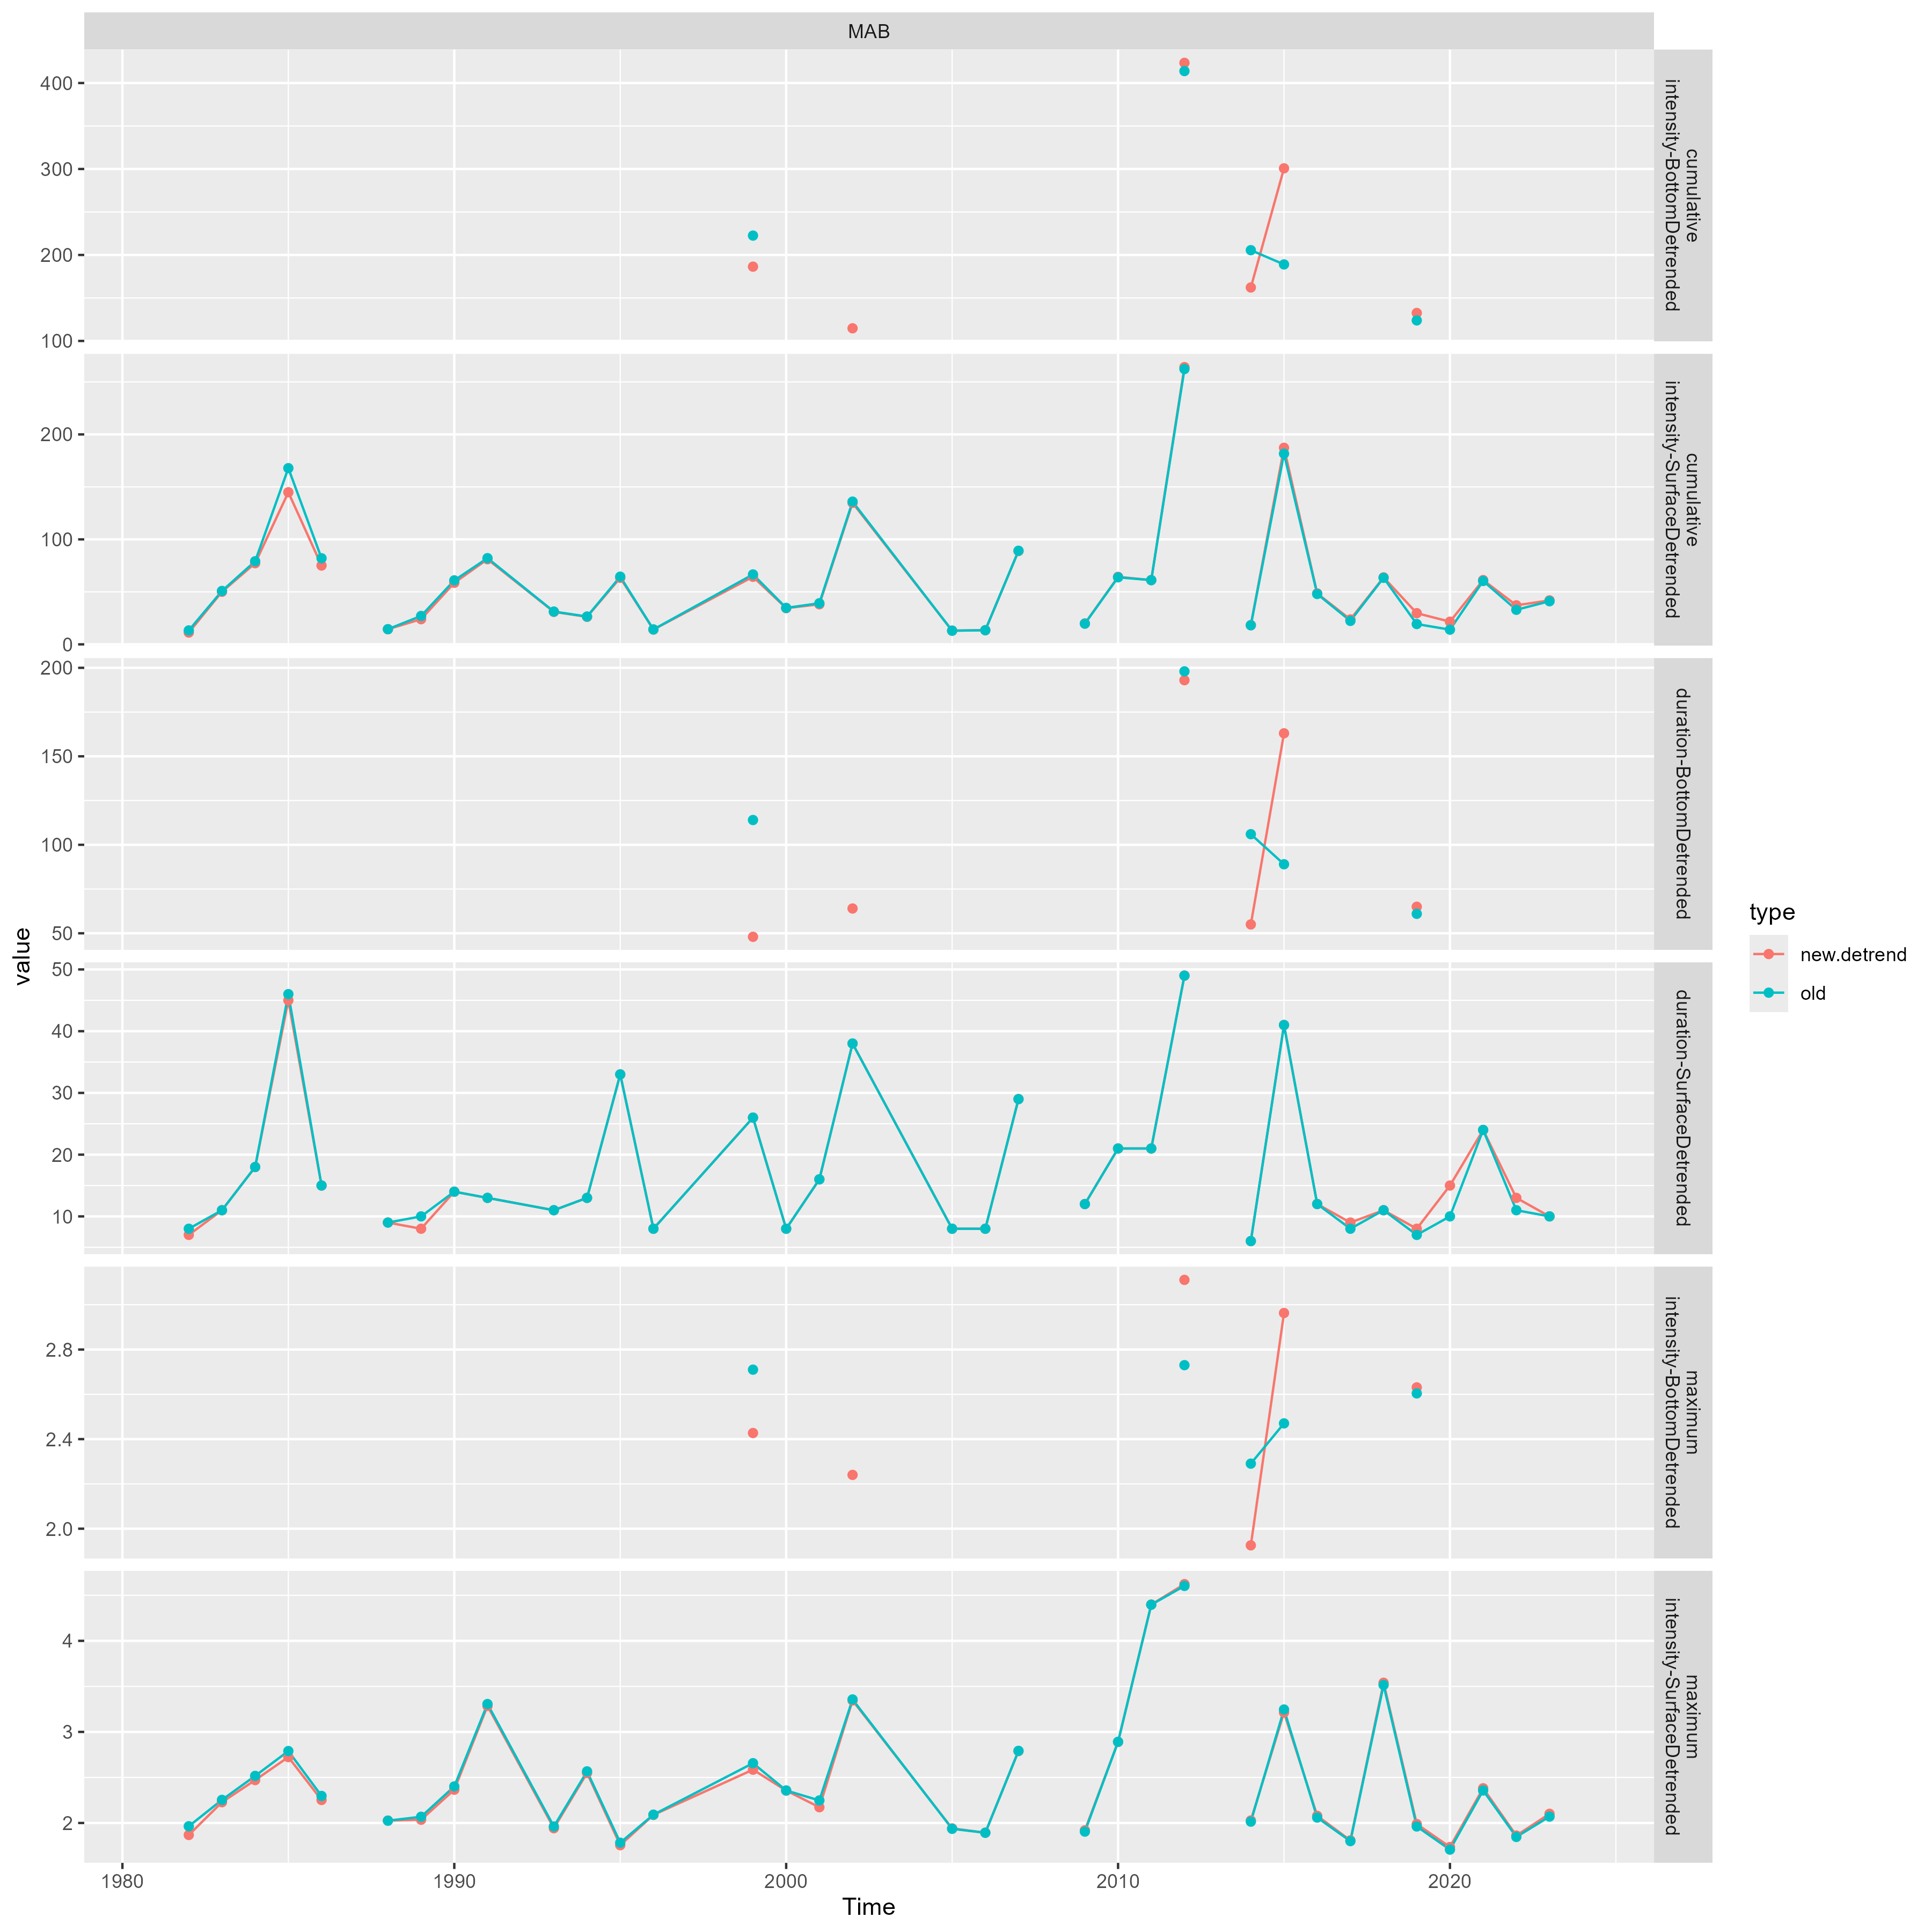 MAB
400
300
200
100
cumulative
intensity-BottomDetrended
200
100
0
cumulative
intensity-SurfaceDetrended
200
150
100
50
duration-BottomDetrended
50
40
30
20
10
duration-SurfaceDetrended
2.8
2.4
2.0
maximum
intensity-BottomDetrended
4
3
2
maximum
intensity-SurfaceDetrended
1980 1990 2000 2010 2020
Time
value
type
new.detrend
old